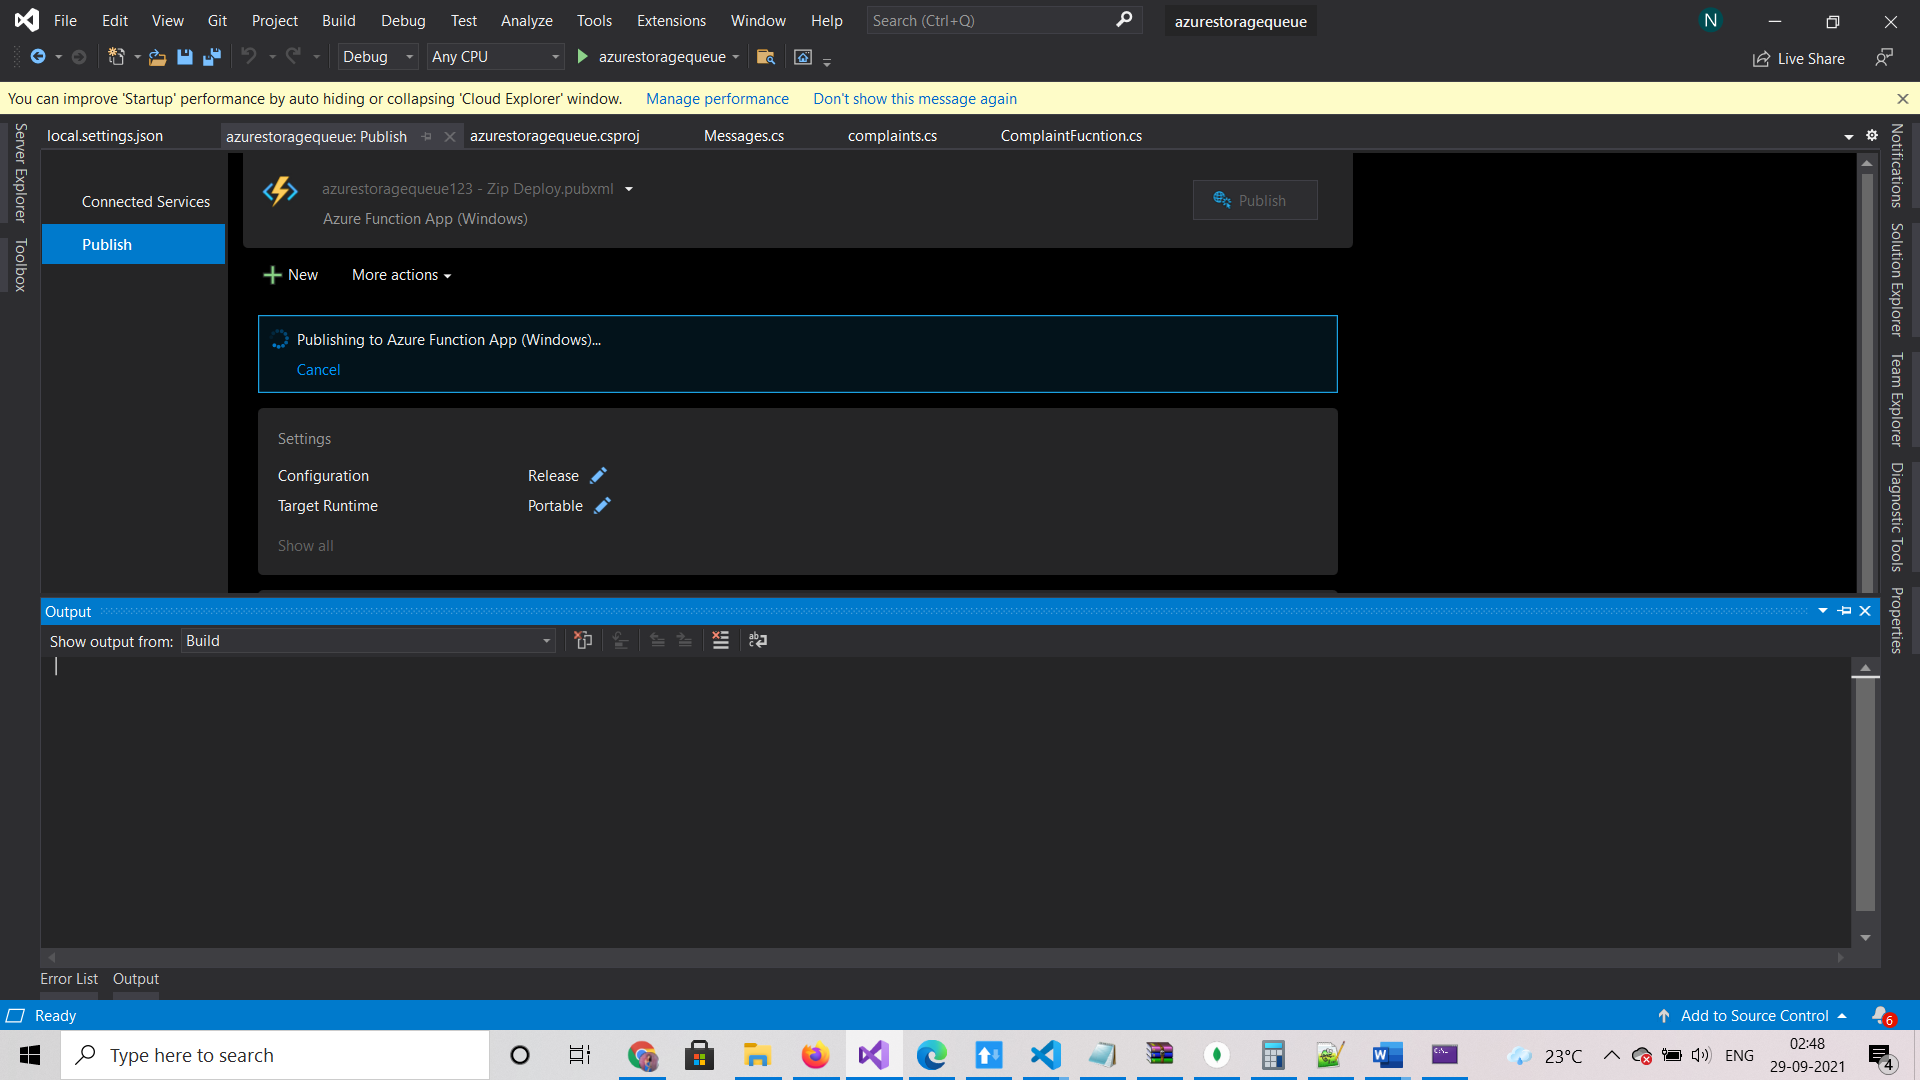 File Edit View Git Project Build Debug Test Analyze Tools Extensions Window Help Search (Ctrl+Q) azurestoragequeue N
Debug Any CPU azurestoragequeue Live Share
You can improve 'Startup' performance by auto hiding or collapsing 'Cloud Explorer' window. Manage performance Don't show this message again
local.settings.json azurestoragequeue: Publish azurestoragequeue.csproj Messages.cs complaints.cs ComplaintFucntion.cs
Server Explorer
Toolbox
Connected Services
Publish
azurestoragequeue123 - Zip Deploy.pubxml
Azure Function App (Windows)
Publish
New More actions
Publishing to Azure Function App (Windows)...
Cancel
Settings
Configuration Release
Target Runtime Portable
Show all
Notifications
Solution Explorer
Team Explorer
Diagnostic Tools
Properties
Output
Show output from: Build
Error List Output
Ready Add to Source Control 6
Type here to search 23°C ENG 02:48
29-09-2021 4